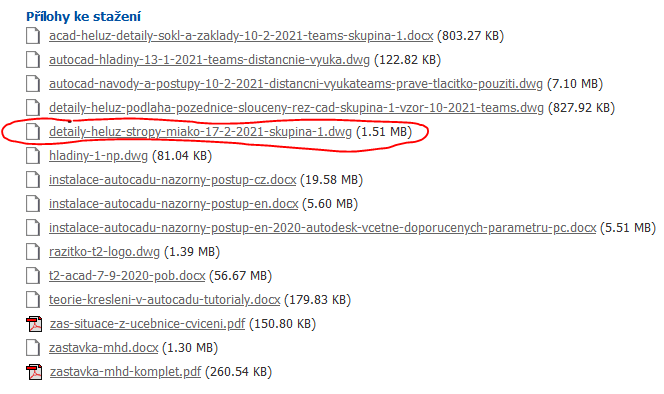 Přílohy ke stažení
acad-heluz-detaily-sokl-a-zaklady-10-2-2021-teams-skupina-1.docx (803.27 KB)
autocad-hladiny-13-1-2021-teams-distancnie-vyuka.dwg (122.82 KB)
autocad-navody-a-postupy-10-2-2021-distancni-vyukateams-prave-tlacitko-pouziti.dwg (7.10 MB)
detaily-heluz-podlaha-pozednice-slouceny-rez-cad-skupina-1-vzor-10-2021-teams.dwg (827.92 KB)
detaily-heluz-stropy-miako-17-2-2021-skupina-1.dwg (1.51 MB)
hladiny-1-np.dwg (81.04 KB)
instalace-autocadu-nazorny-postup-cz.docx (19.58 MB)
instalace-autocadu-nazorny-postup-en.docx (5.60 MB)
instalace-autocadu-nazorny-postup-en-2020-autodesk-vcetne-doporucenych-parametru-pc.docx (5.51 MB)
razitko-t2-logo.dwg (1.39 MB)
t2-acad-7-9-2020-pob.docx (56.67 MB)
teorie-kresleni-v-autocadu-tutorialy.docx (179.83 KB)
zas-situace-z-ucebnice-cviceni.pdf (150.80 KB)
zastavka-mhd.docx (1.30 MB)
zastavka-mhd-komplet.pdf (260.54 KB)